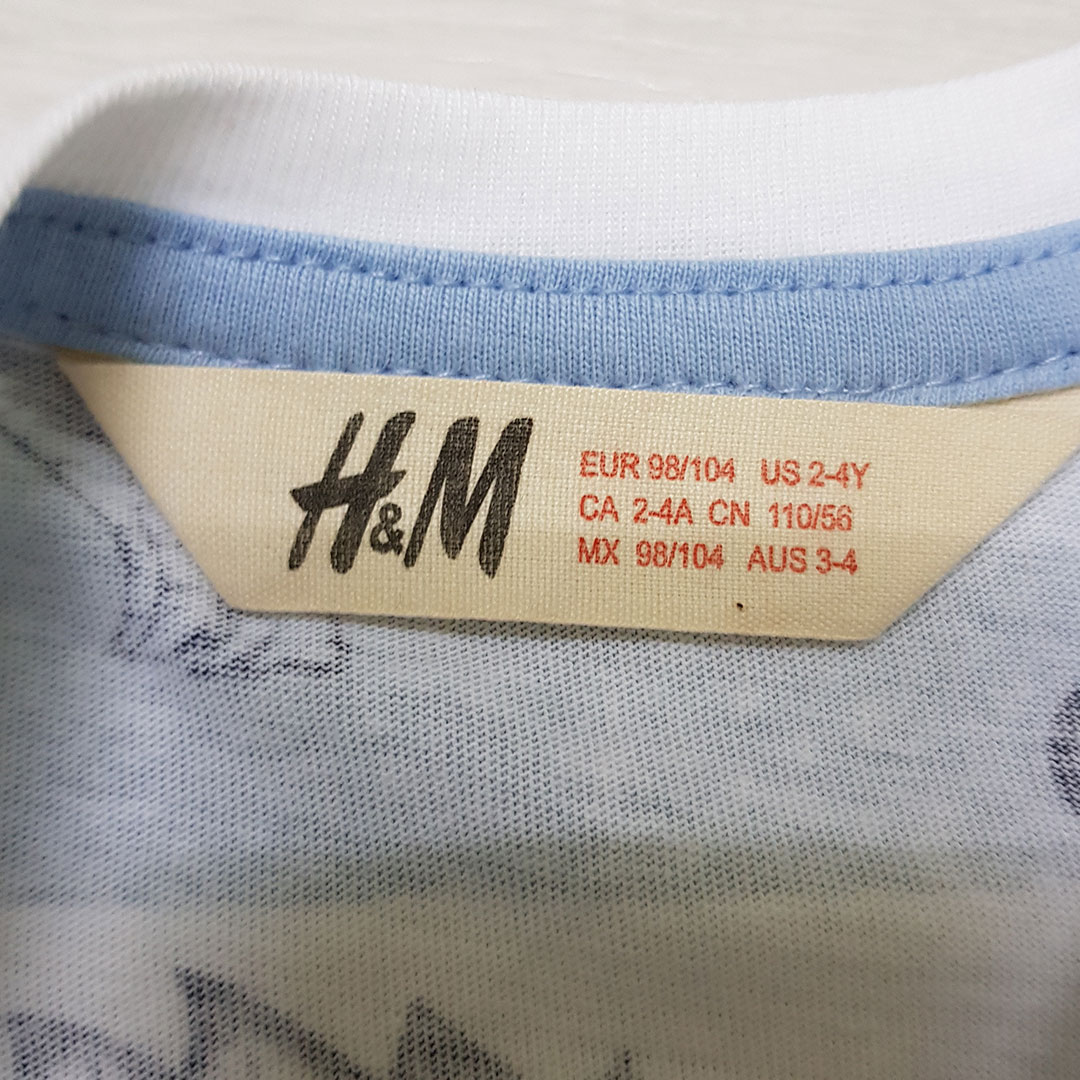 H&M
EUR 98/104 US 2-4Y
CA 2-4A CN 110/56
MX 98/104 AUS 3-4